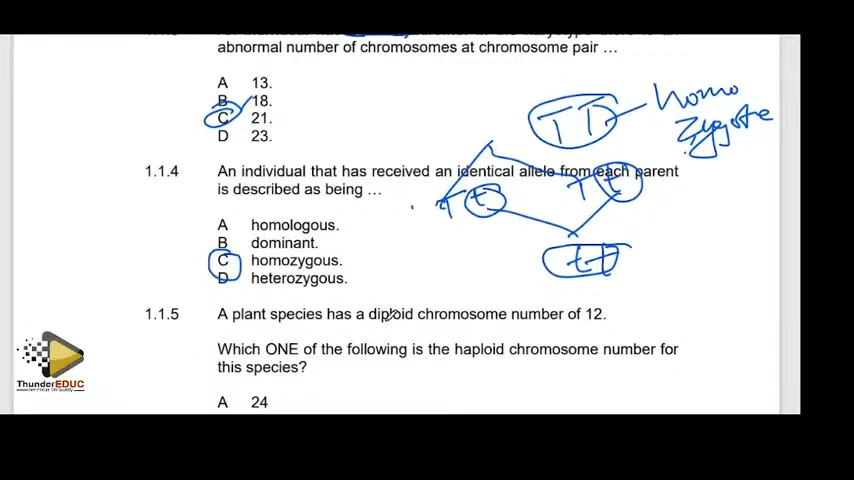 abnormal number of chromosomes at chromosome pair …
A 13.
B 18.
C 21.
D 23.
TT homo
zygote
1.1.4 An individual that has received an identical allele from each parent
is described as being …
T t T t
A homologous.
B dominant.
C homozygous.
D heterozygous.
tt
1.1.5 A plant species has a diploid chromosome number of 12.
Which ONE of the following is the haploid chromosome number for
this species?
ThunderEDUC
A 24